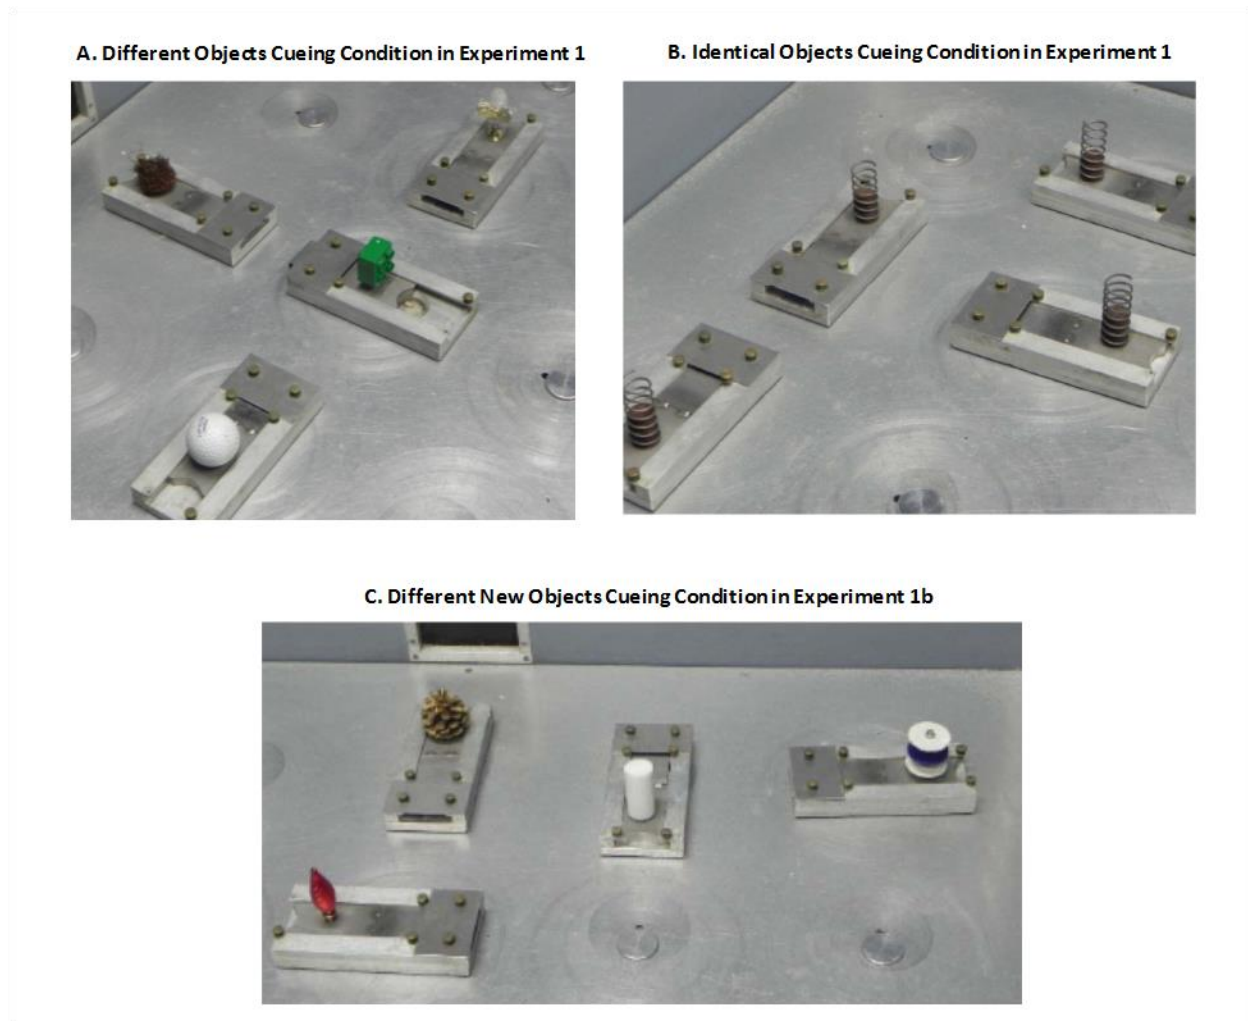 A. Different Objects Cueing Condition in Experiment 1
B. Identical Objects Cueing Condition in Experiment 1
C. Different New Objects Cueing Condition in Experiment 1b